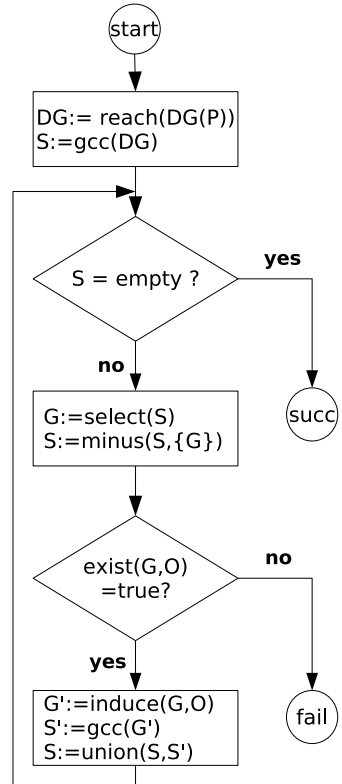 start
DG:= reach(DG(P))
S:=gcc(DG)
S = empty ?
yes
no
succ
G:=select(S)
S:=minus(S,{G})
exist(G,O)
=true?
no
yes
fail
G':=induce(G,O)
S':=gcc(G')
S:=union(S,S')